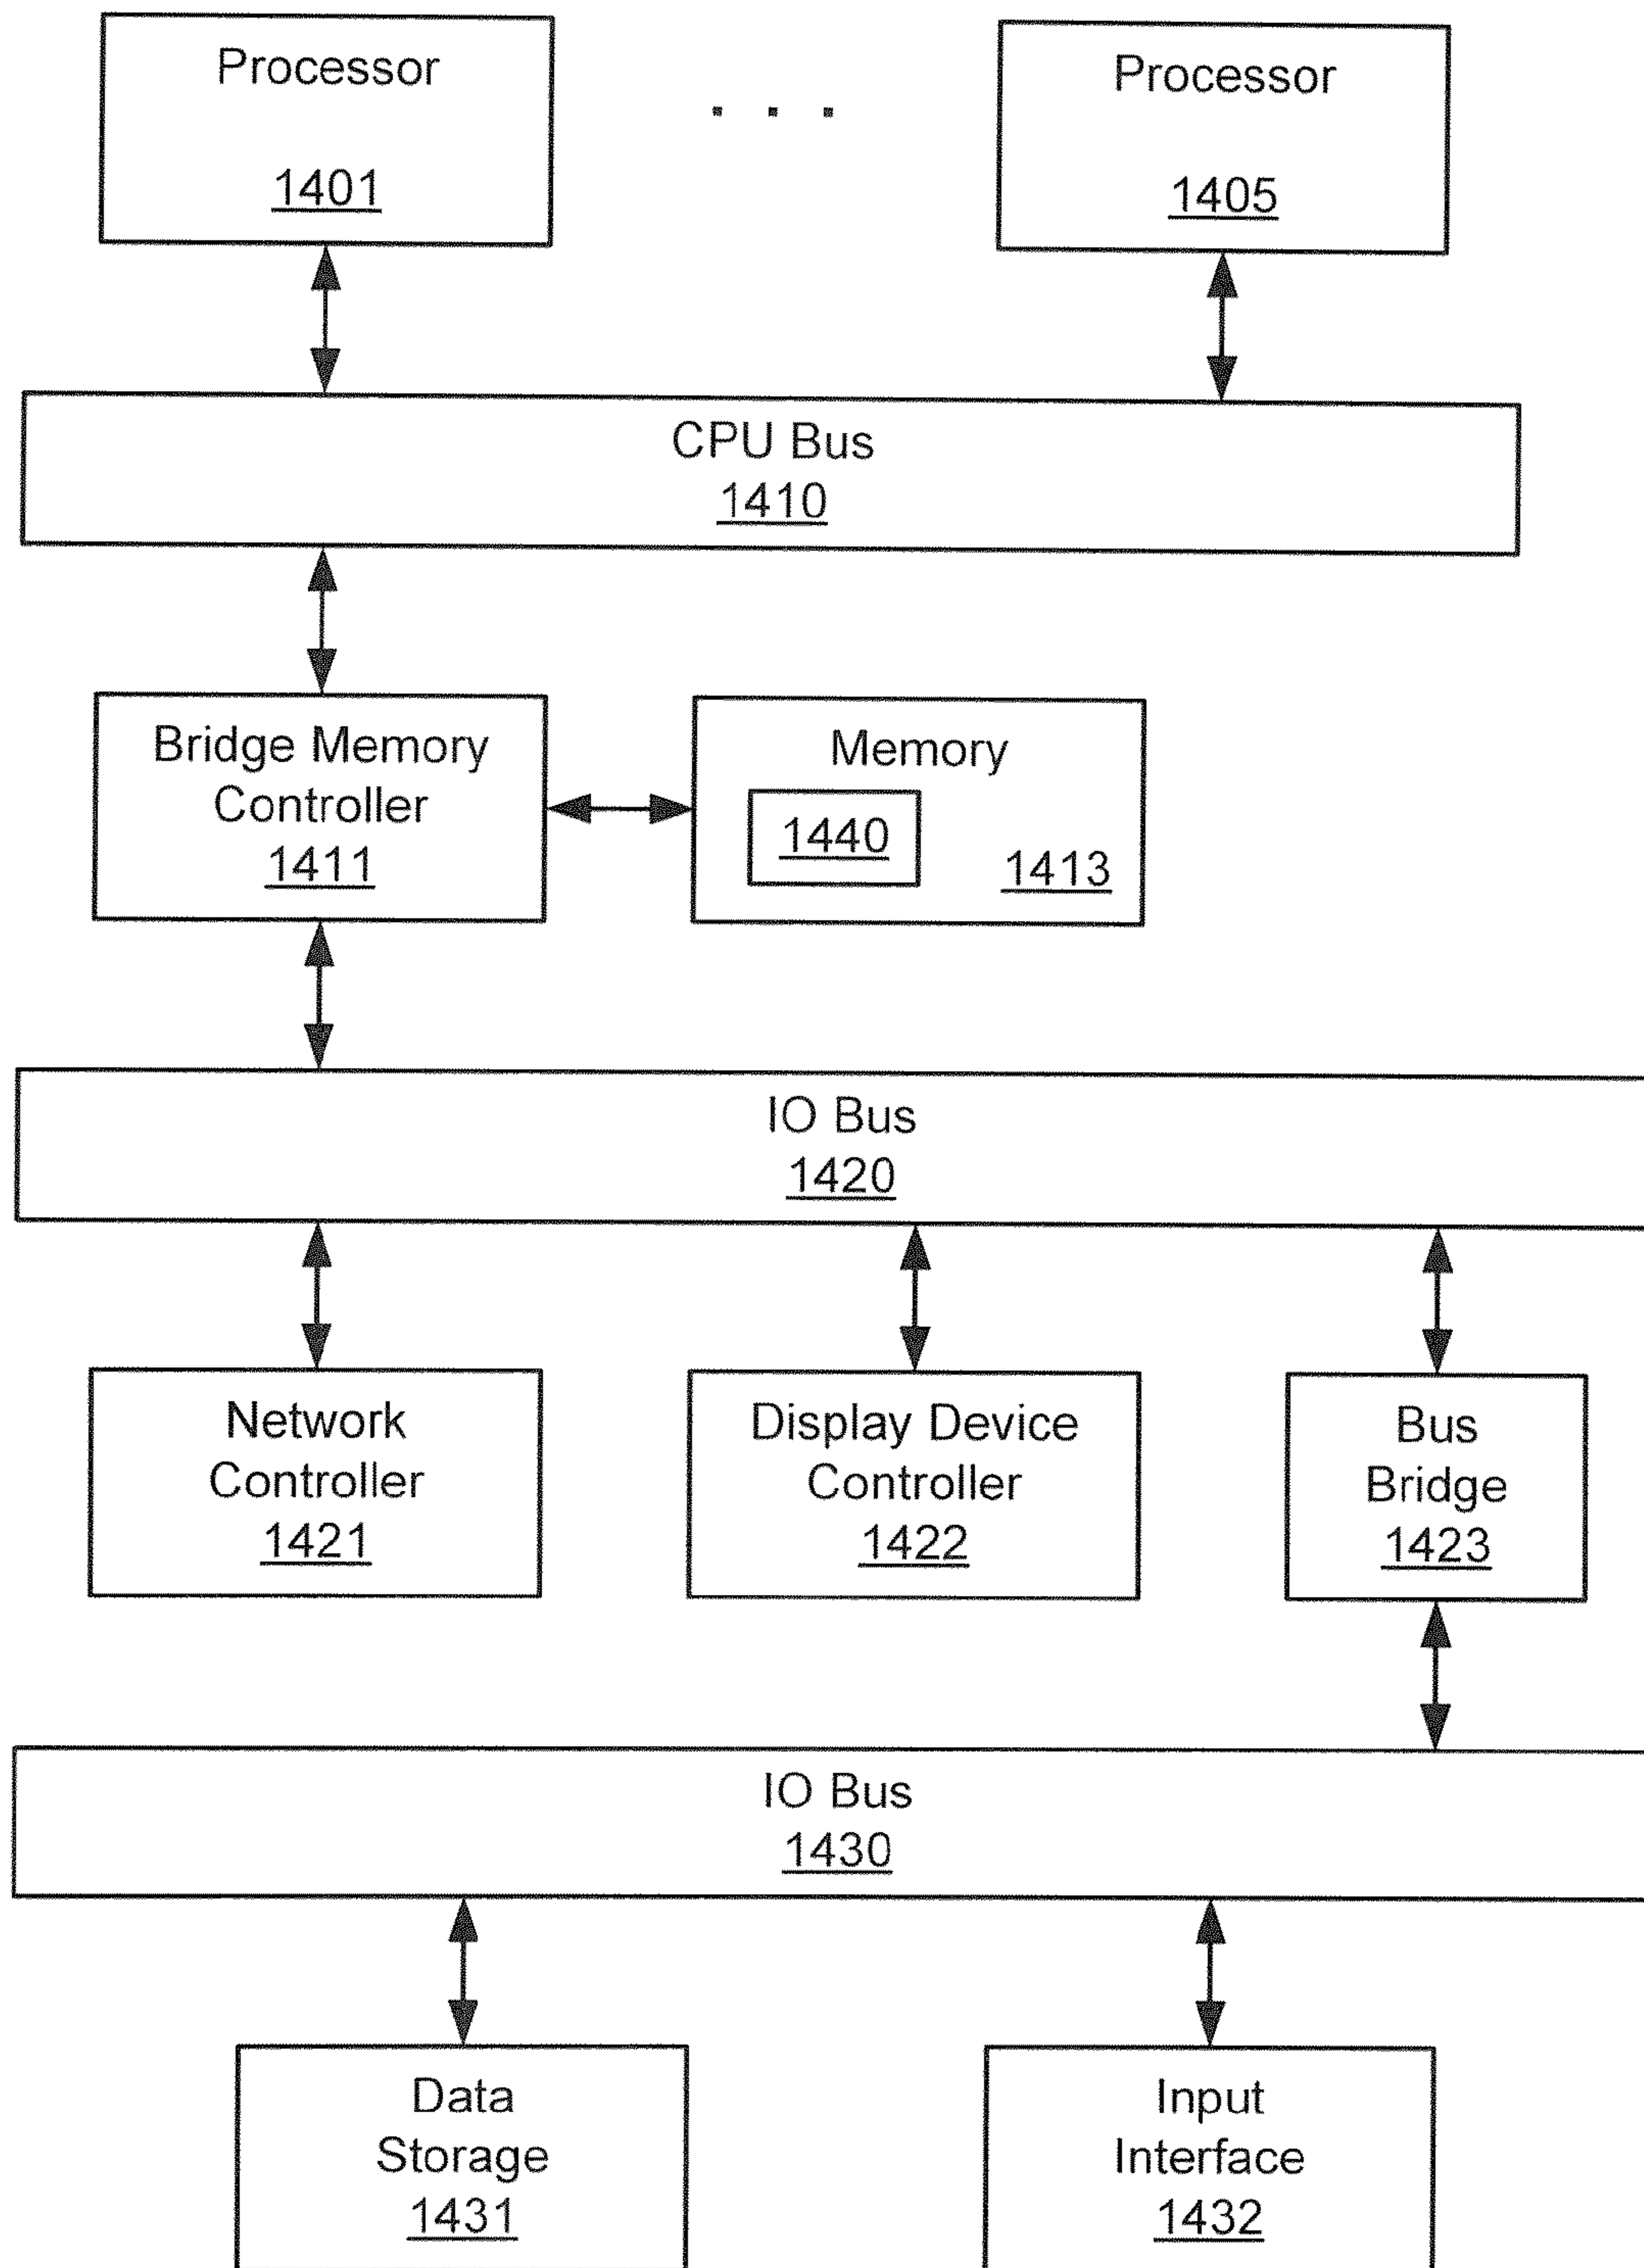 Processor
1401
. . .
Processor
1405
CPU Bus
1410
Bridge Memory
Controller
1411
Memory
1440
1413
IO Bus
1420
Network
Controller
1421
Display Device
Controller
1422
Bus
Bridge
1423
IO Bus
1430
Data
Storage
1431
Input
Interface
1432